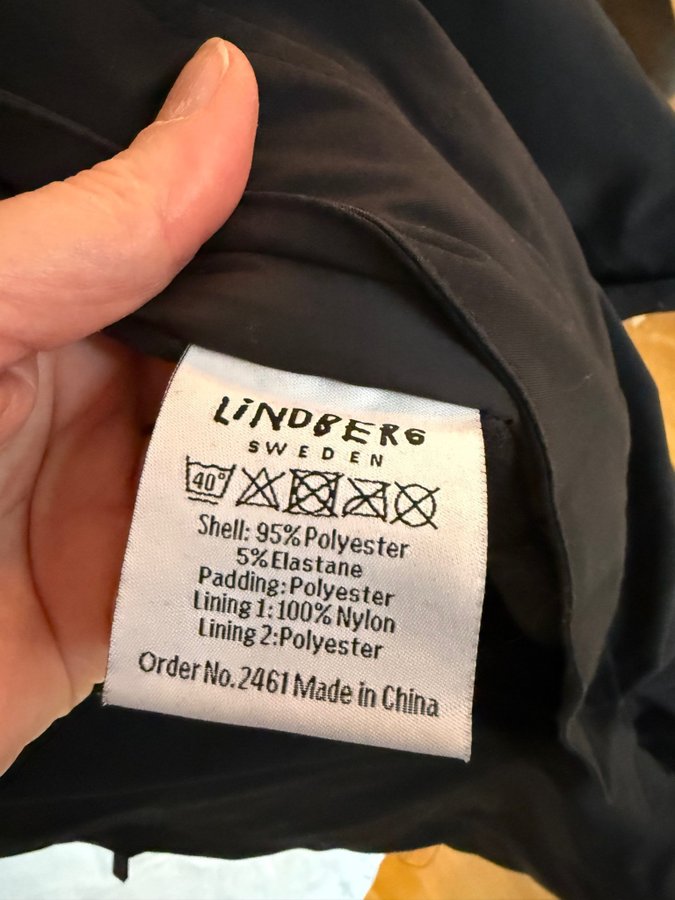 LINDBERG
SWEDEN
40°
Shell: 95% Polyester
5% Elastane
Padding: Polyester
Lining 1: 100% Nylon
Lining 2: Polyester
Order No. 2461 Made in China